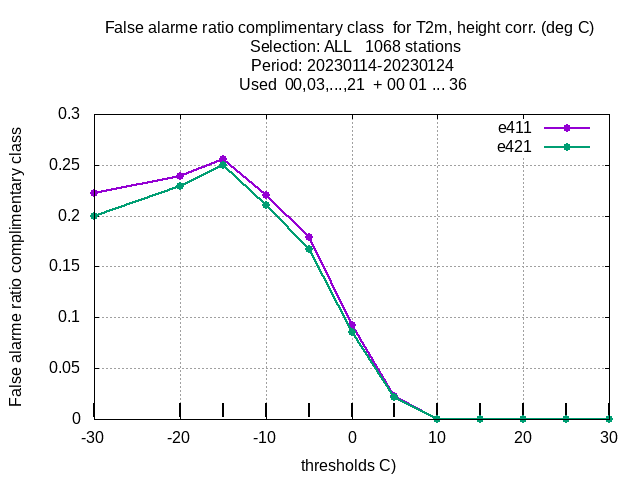 False alarme ratio complimentary class  for T2m, height corr. (deg C)
Selection: ALL   1068 stations
Period: 20230114-20230124
Used  00,03,...,21  + 00 01 ... 36
False alarme ratio complimentary class
0.3
0.25
0.2
0.15
0.1
0.05
0
e411
e421
-30 -20 -10 0 10 20 30
thresholds C)